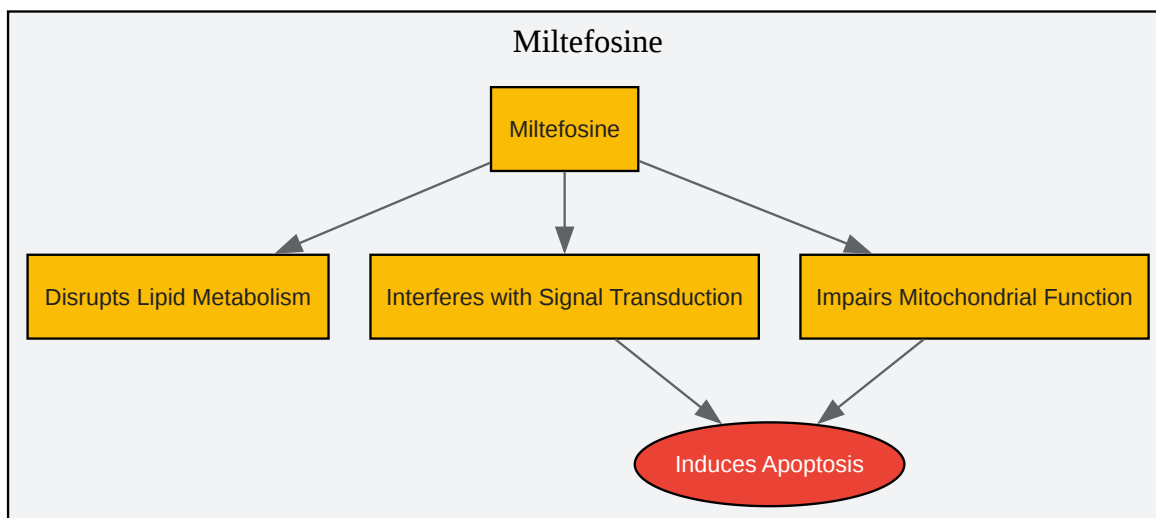 Miltefosine
Miltefosine
Disrupts Lipid Metabolism
Interferes with Signal Transduction
Impairs Mitochondrial Function
Induces Apoptosis